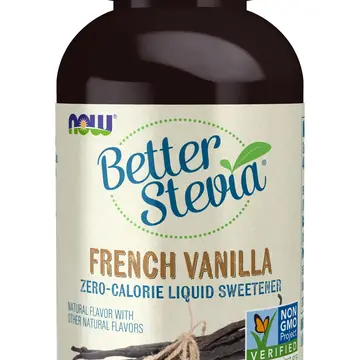 NOW
Better
Stevia®
FRENCH VANILLA
ZERO-CALORIE LIQUID SWEETENER
NATURAL FLAVOR WITH
OTHER NATURAL FLAVORS
NON
GMO
Project
VERIFIED